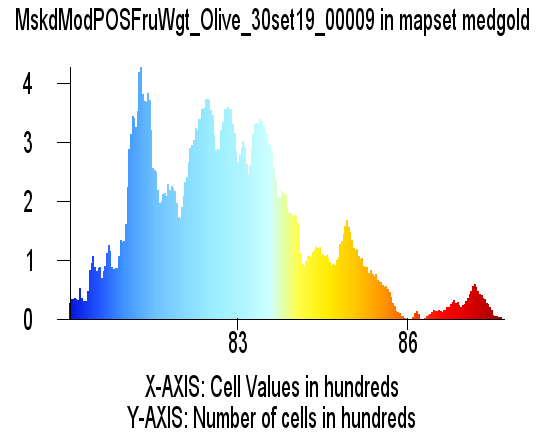 MskdModPOSFruWgt_Olive_30set19_00009 in mapset medgold
4
3
2
1
0
83 86
X-AXIS: Cell Values in hundreds
Y-AXIS: Number of cells in hundreds